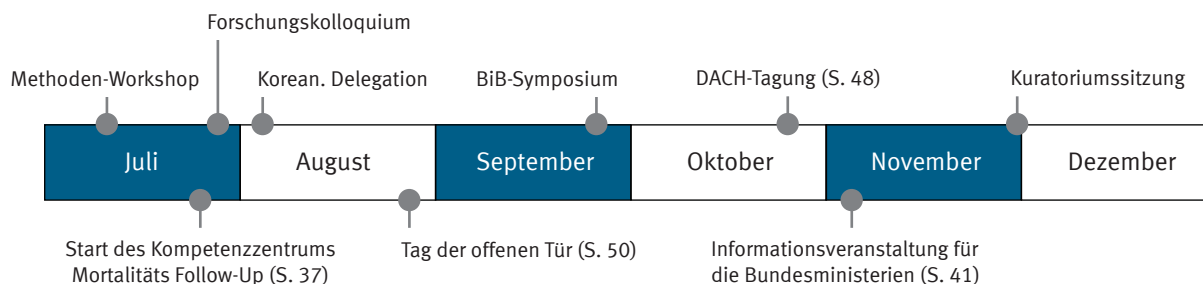 Forschungskolloquium
Methoden-Workshop
Korean. Delegation
BiB-Symposium
DACH-Tagung (S. 48)
Kuratoriumssitzung
Juli
August
September
Oktober
November
Dezember
Start des Kompetenzzentrums
Mortalitäts Follow-Up (S. 37)
Tag der offenen Tür (S. 50)
Informationsveranstaltung für
die Bundesministerien (S. 41)